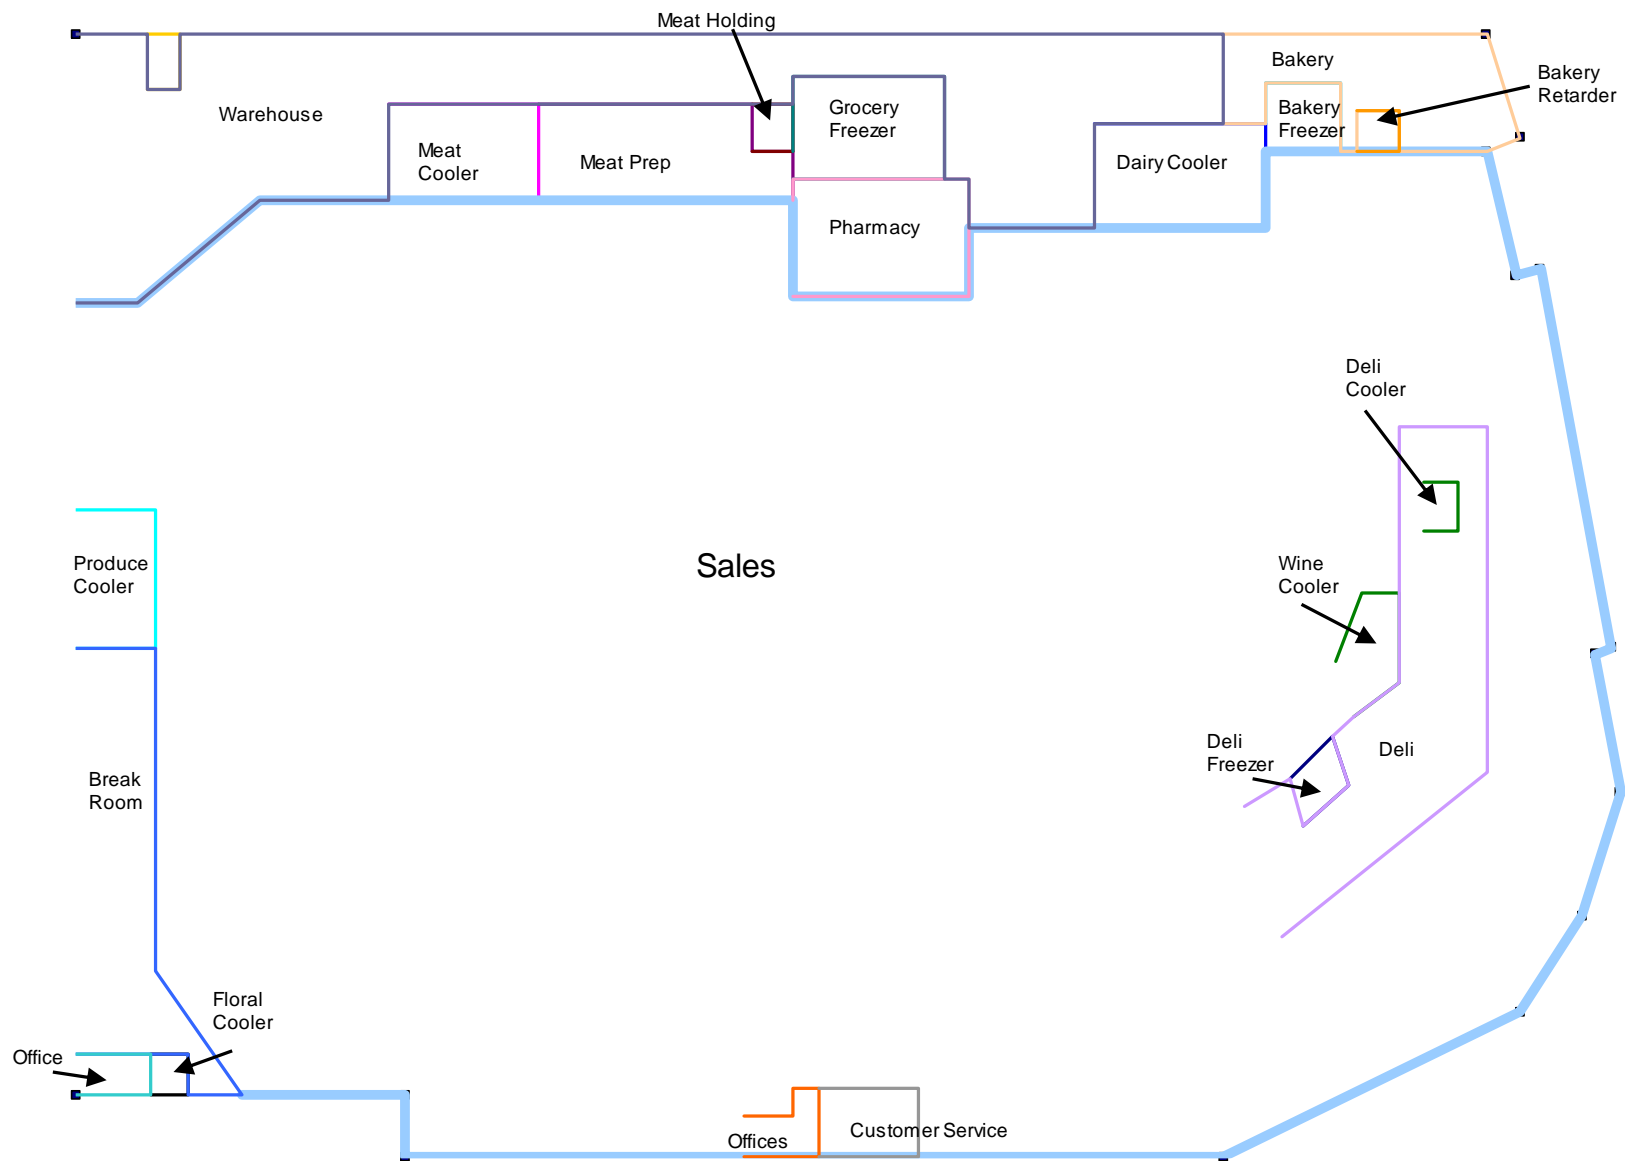 Meat Holding
Bakery
Bakery
Retarder
Warehouse
Grocery
Freezer
Bakery
Freezer
Meat
Cooler
Meat Prep
Dairy Cooler
Pharmacy
Deli
Cooler
Produce
Cooler
Sales
Wine
Cooler
Deli
Freezer
Deli
Break
Room
Floral
Cooler
Office
Offices
Customer Service